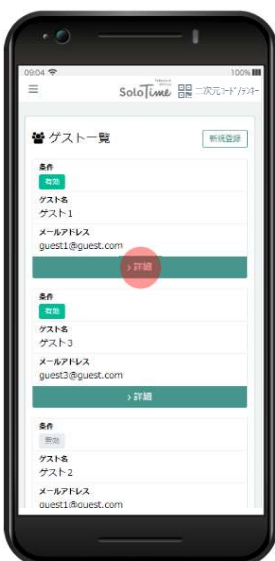 09:04 100%
SoloTime 二次元ｺｰﾄﾞﾘｰﾀﾞｰ
ゲスト一覧 新規登録
条件
有効
ゲスト名
ゲスト1
メールアドレス
guest1@guest.com
›詳細
条件
有効
ゲスト名
ゲスト3
メールアドレス
guest3@guest.com
›詳細
条件
無効
ゲスト名
ゲスト2
メールアドレス
guest1@guest.com